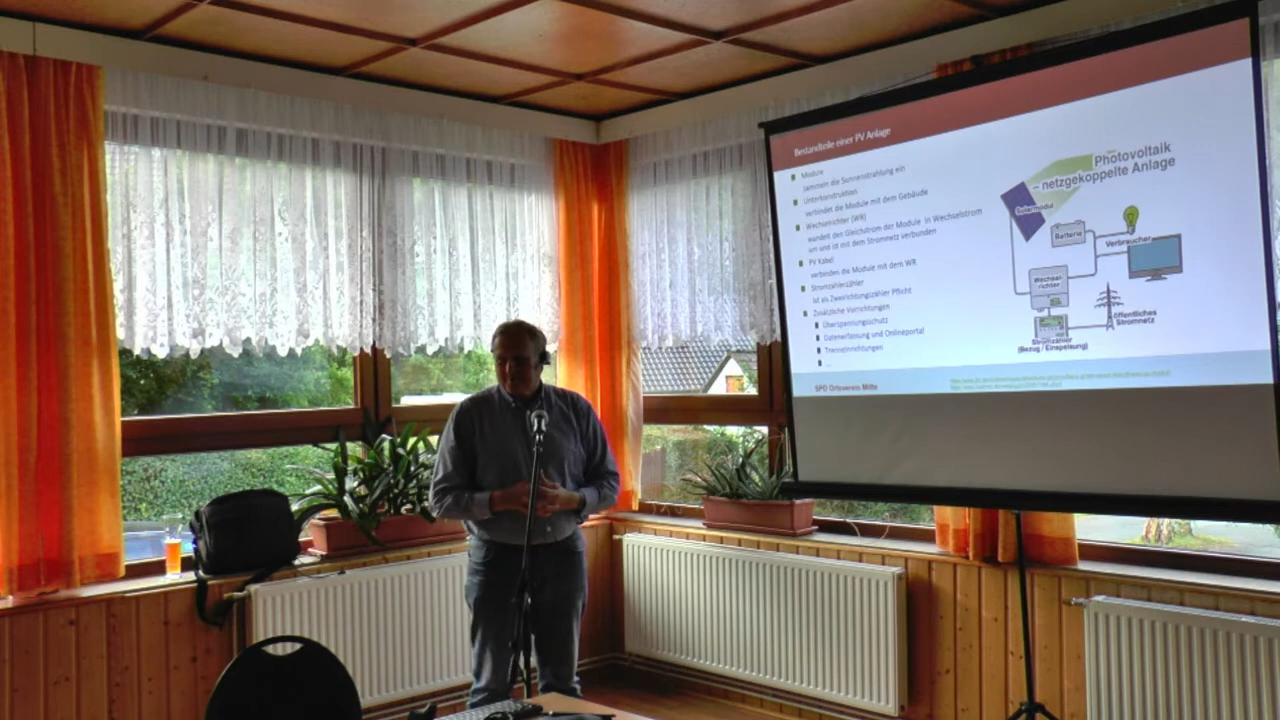 Bestandteile einer PV Anlage
Module
sammeln die Sonnenstrahlung ein
Unterkonstruktion
verbindet die Module mit dem Gebäude
Wechselrichter (WR)
wandelt den Gleichstrom der Module in Wechselstrom
um und ist mit dem Stromnetz verbunden
PV Kabel
verbinden die Module mit dem WR
Stromzähler
ist als Zweirichtungszähler Pflicht
Zusätzliche Vorrichtungen
Überspannungsschutz
Datenerfassung und Onlineportal
Trenneinrichtungen
...
Photovoltaik
– netzgekoppelte Anlage
Solarmodul
Batterie
Verbraucher
Wechsel-
richter
öffentliches
Stromnetz
Stromzähler
(Bezug / Einspeisung)
SPD Ortsverein Mitte